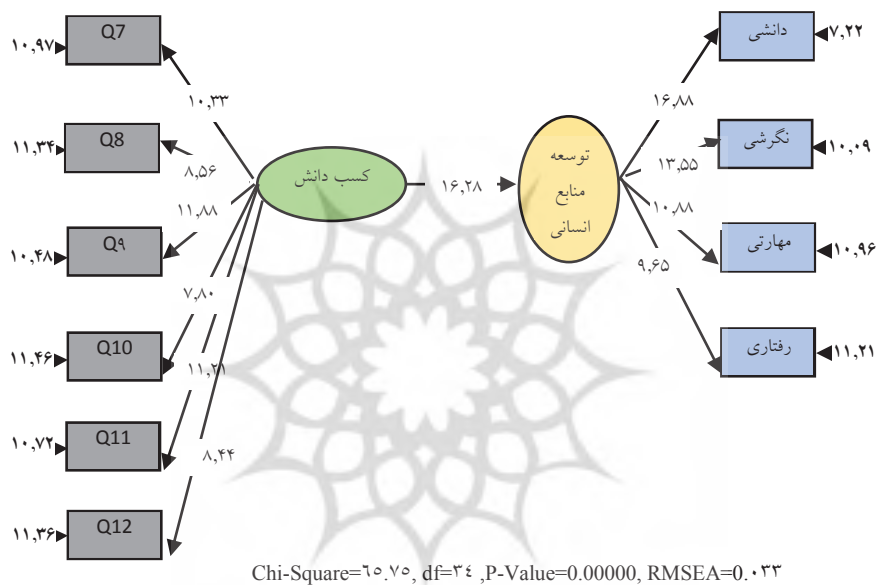 ۱۰,۹۷
Q7
۱۱,۳۴
Q8
۱۰,۴۸
Q۹
۱۱,۴۶
Q10
۱۰,۷۲
Q11
۱۱,۳۶
Q12
۱۰,۳۳
۸,۵۶
۱۱,۸۸
۷,۸۰
۱۱,۲۱
۸,۴۴
کسب دانش
۱۶,۲۸
توسعه
منابع
انسانی
۱۶,۸۸
۱۳,۵۵
۱۰,۸۸
۹,۶۵
دانشی
۷,۲۲
نگرشی
۱۰,۰۹
مهارتی
۱۰,۹۶
رفتاری
۱۱,۲۱
Chi-Square=٦٥.٧٥, df=٣٤ ,P-Value=0.00000, RMSEA=0.۰۳۳